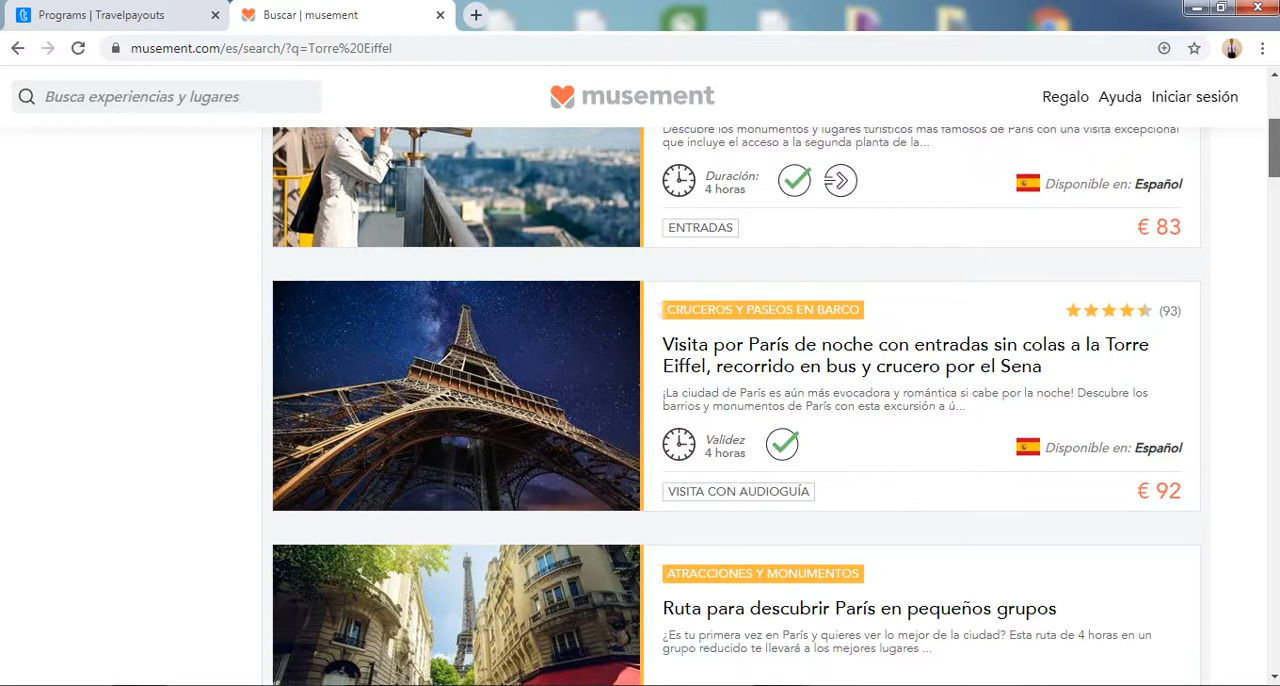 Programs | Travelpayouts
Buscar | musement
musement.com/es/search/?q=Torre%20Eiffel
Busca experiencias y lugares
musement
Regalo Ayuda Iniciar sesión
Descubre los monumentos y lugares turísticos más famosos de París con una visita excepcional
que incluye el acceso a la segunda planta de la...
Duración:
4 horas
Disponible en: Español
ENTRADAS
€ 83
CRUCEROS Y PASEOS EN BARCO
(93)
Visita por París de noche con entradas sin colas a la Torre
Eiffel, recorrido en bus y crucero por el Sena
¡La ciudad de París es aún más evocadora y romántica si cabe por la noche! Descubre los
barrios y monumentos de París con esta excursión a ú...
Validez
4 horas
Disponible en: Español
VISITA CON AUDIOGUÍA
€ 92
ATRACCIONES Y MONUMENTOS
Ruta para descubrir París en pequeños grupos
¿Es tu primera vez en París y quieres ver lo mejor de la ciudad? Esta ruta de 4 horas en un
grupo reducido te llevará a los mejores lugares ...